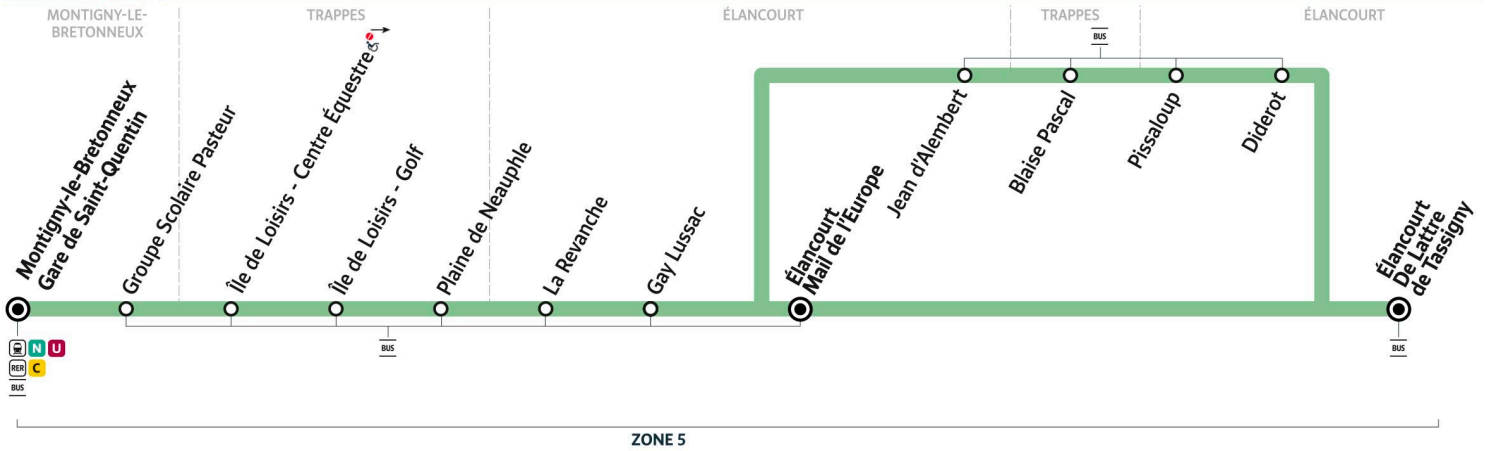 MONTIGNY-LE-
BRETONNEUX
TRAPPES
ÉLANCOURT
TRAPPES
ÉLANCOURT
Montigny-le-Bretonneux
Gare de Saint-Quentin
Groupe Scolaire Pasteur
Île de Loisirs - Centre Équestre
Île de Loisirs - Golf
Plaine de Neauphle
La Revanche
Gay Lussac
Élancourt
Mail de l'Europe
BUS
Jean d'Alembert
Blaise Pascal
Pissaloup
Diderot
Élancourt
De Lattre
de Tassigny
N U
RER C
BUS
BUS
BUS
ZONE 5